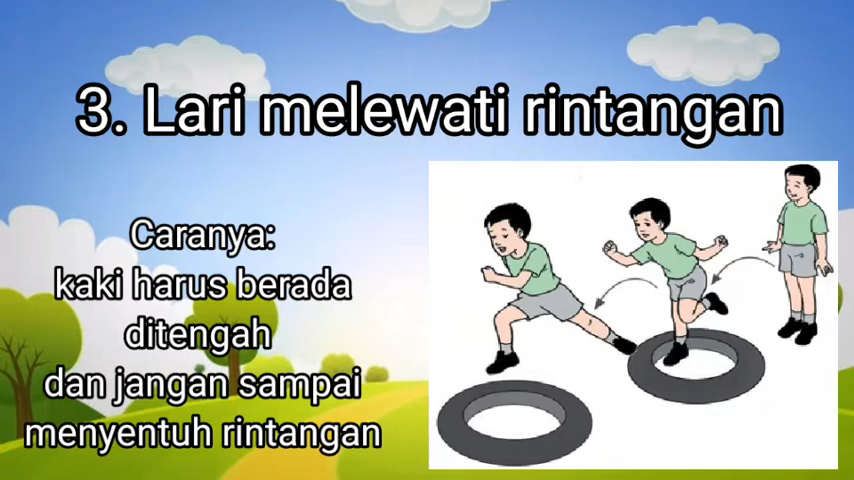 3. Lari melewati rintangan
Caranya:
kaki harus berada
ditengah
dan jangan sampai
menyentuh rintangan